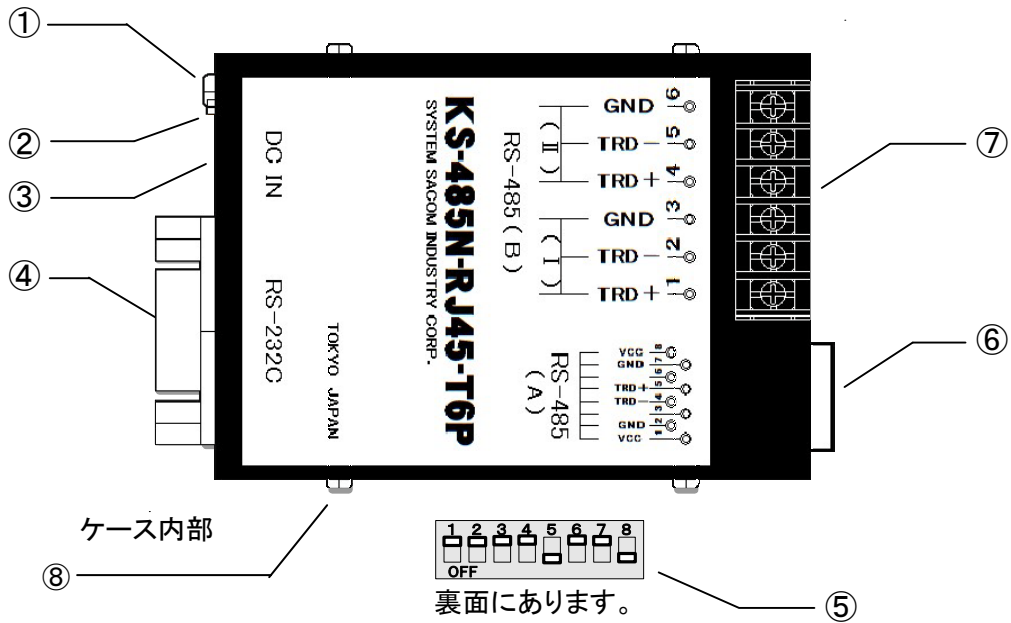 ①
②
③
④
⑤
⑥
⑦
⑧
DC IN
RS-232C
TOKYO JAPAN
KS-485N-RJ45-T6P
SYSTEM SACOM INDUSTRY CORP.
RS-485(B)
(Ⅱ)
GND 6
TRD- 5
TRD+ 4
(Ⅰ)
GND 3
TRD- 2
TRD+ 1
RS-485
(A)
VCC 8
GND 7
6
TRD+ 5
TRD- 4
3
GND 2
VCC 1
ケース内部
1 2 3 4 5 6 7 8
OFF
裏面にあります。